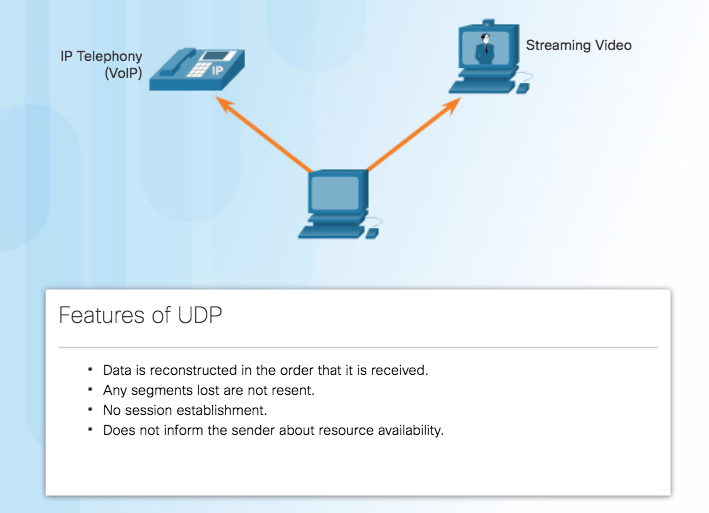 IP Telephony
(VoIP)
IP
Streaming Video
Features of UDP
• Data is reconstructed in the order that it is received.
• Any segments lost are not resent.
• No session establishment.
• Does not inform the sender about resource availability.